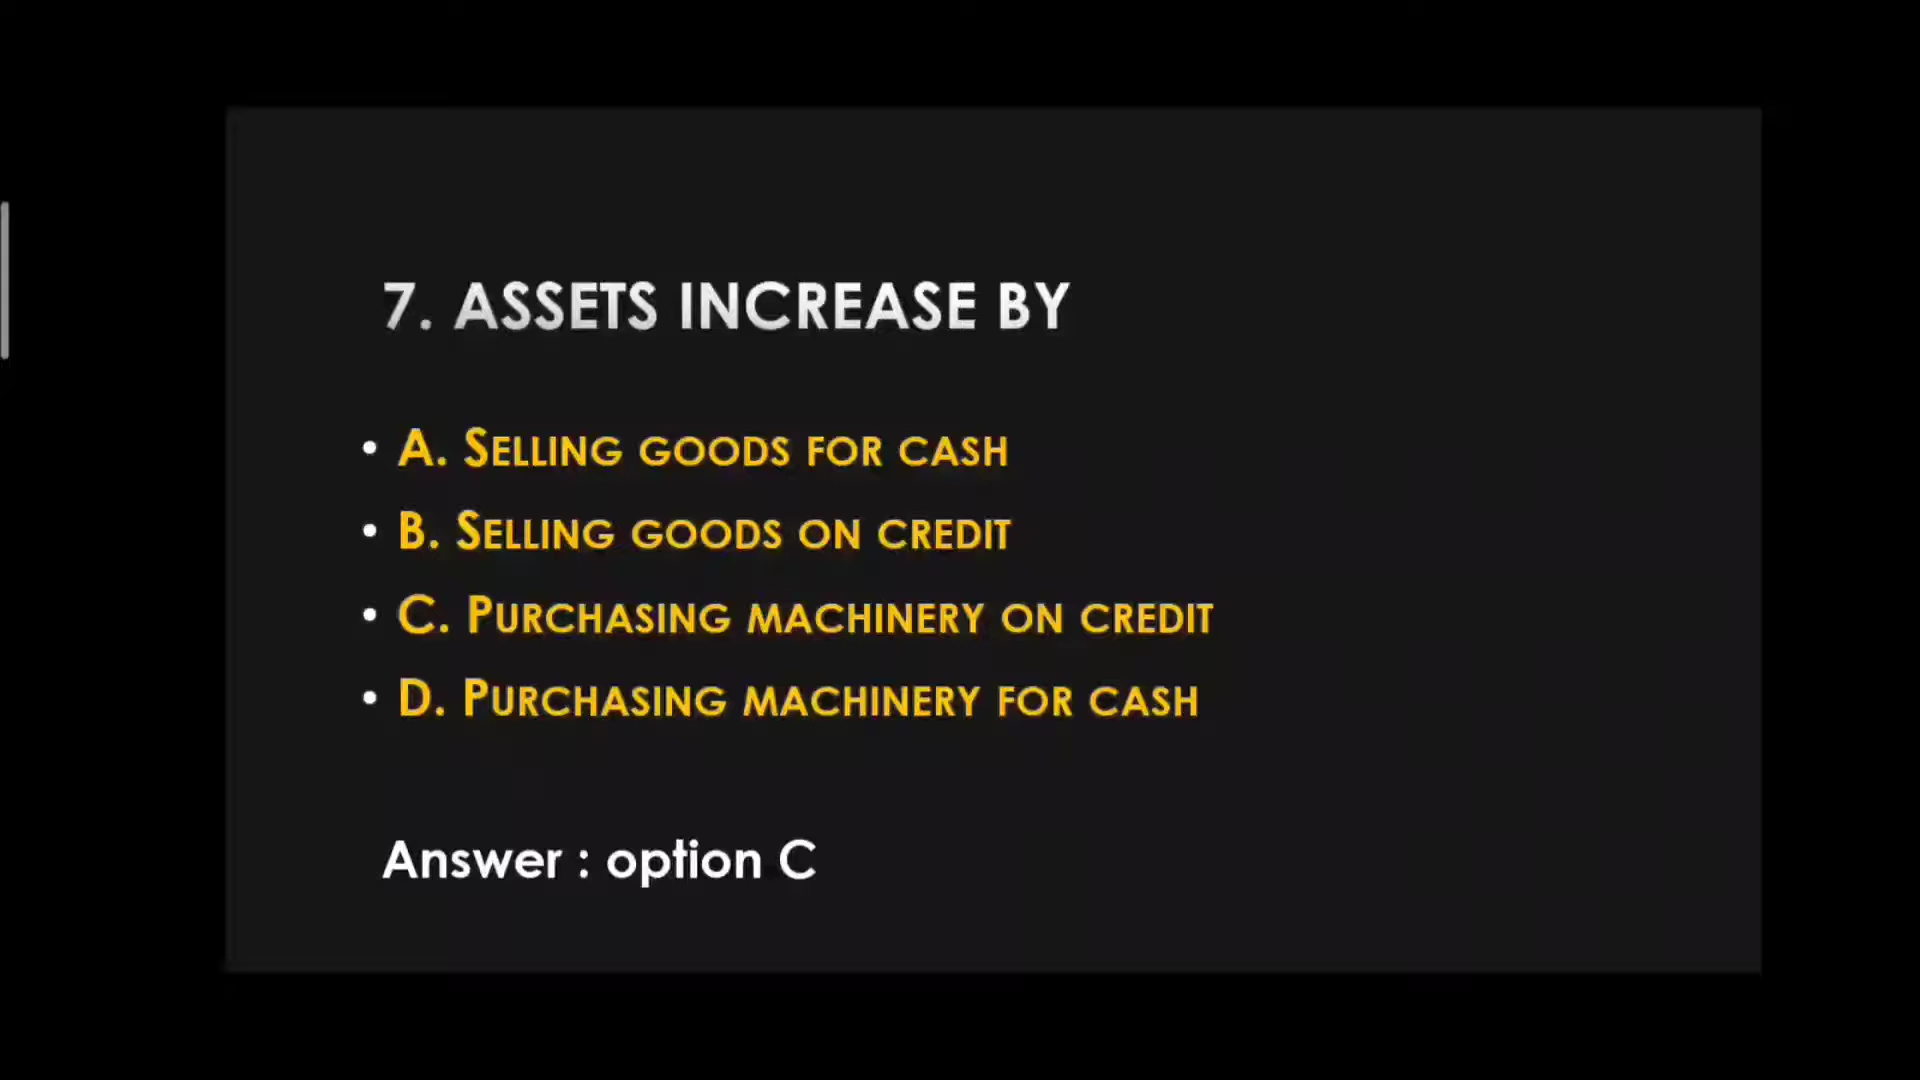 7. ASSETS INCREASE BY
• A. SELLING GOODS FOR CASH
• B. SELLING GOODS ON CREDIT
• C. PURCHASING MACHINERY ON CREDIT
• D. PURCHASING MACHINERY FOR CASH
Answer : option C